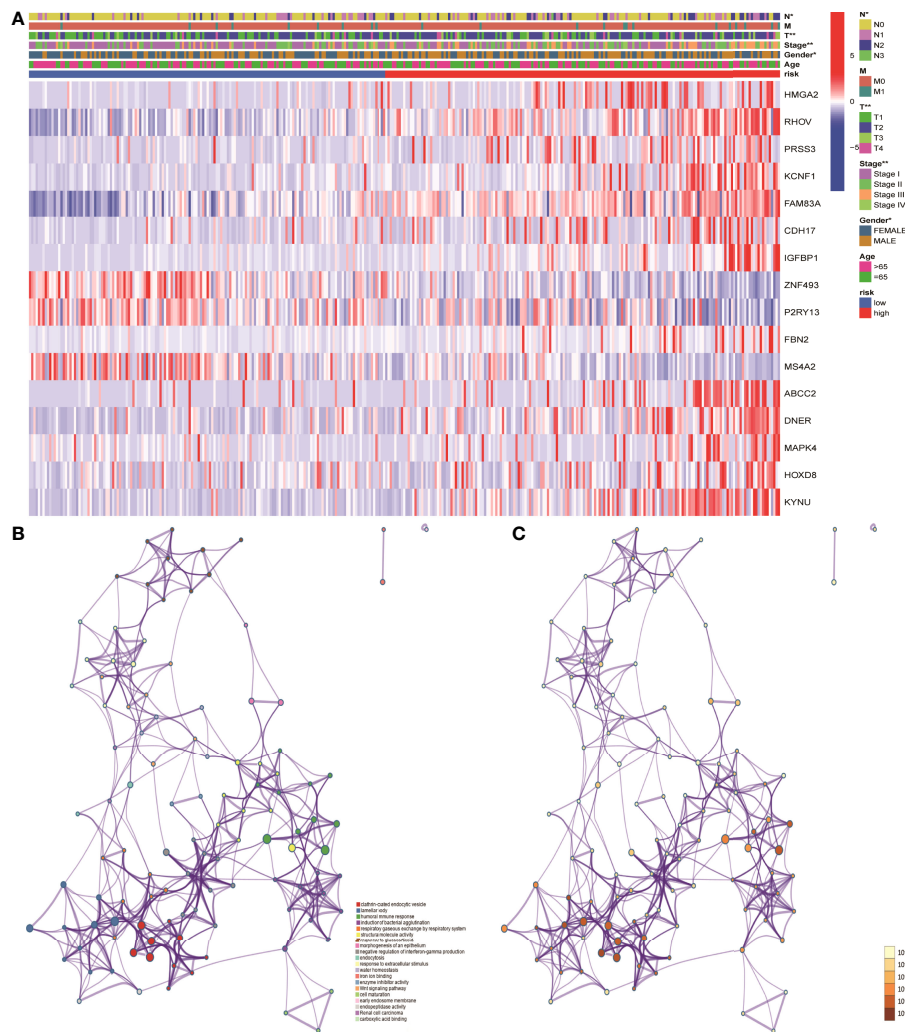 A
N*
M
T**
Stage**
Gender*
Age
risk
HMGA2
RHOV
PRSS3
KCNF1
FAM83A
CDH17
IGFBP1
ZNF493
P2RY13
FBN2
MS4A2
ABCC2
DNER
MAPK4
HOXD8
KYNU
5
0
−5
N*
N0
N1
N2
N3
M
M0
M1
T**
T1
T2
T3
T4
Stage**
Stage I
Stage II
Stage III
Stage IV
Gender*
FEMALE
MALE
Age
>65
=65
risk
low
high
B
clathrin-coated endocytic vesicle
lamellar body
humoral immune response
induction of bacterial agglutination
respiratory gaseous exchange by respiratory system
structural molecule activity
morphogenesis of an epithelium
negative regulation of interferon-gamma production
endocytosis
response to extracellular stimulus
water homeostasis
iron ion binding
enzyme inhibitor activity
Wnt signaling pathway
cell maturation
early endosome membrane
endopeptidase activity
Renal cell carcinoma
carboxylic acid binding
C
10
10
10
10
10
10